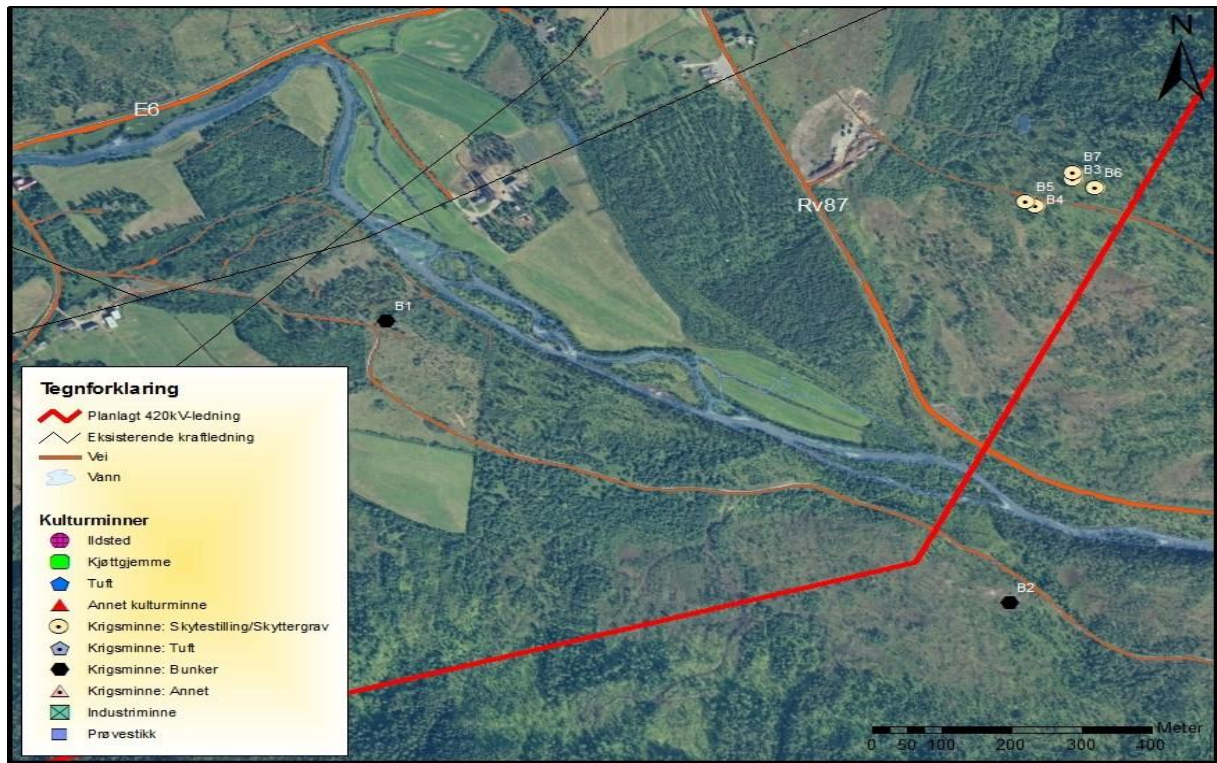 N
E6
B7
B3 B6
B5
B4
Rv87
B1
Tegnforklaring
Planlagt 420kV-ledning
Eksisterende kraftledning
Vei
Vann
Kulturminner
Ildsted
Kjøttgjemme
Tuft
Annet kulturminne
Krigsminne: Skytestilling/Skyttergrav
Krigsminne: Tuft
Krigsminne: Bunker
Krigsminne: Annet
Industriminne
Prøvestikk
B2
Meter
0 50 100 200 300 400